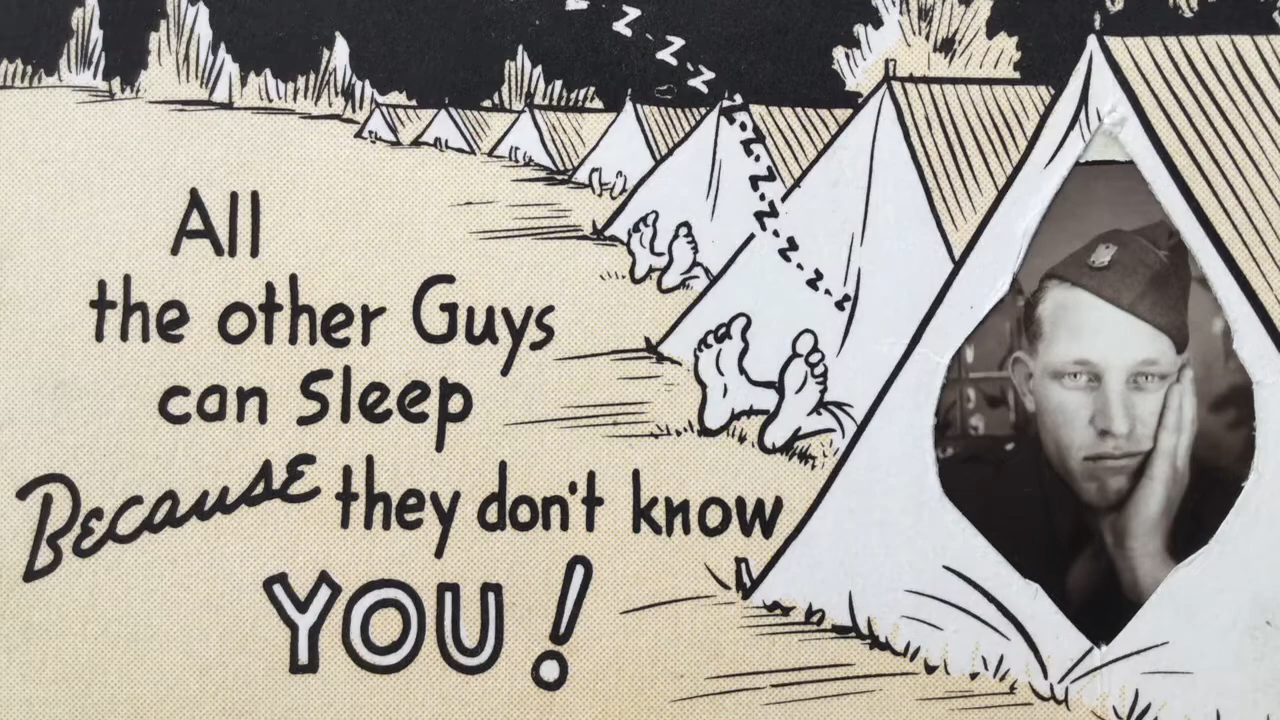 Z-Z-Z
Z-Z-Z-Z-Z-Z-Z-Z
All
the other Guys
can Sleep
Because they don't know
YOU!